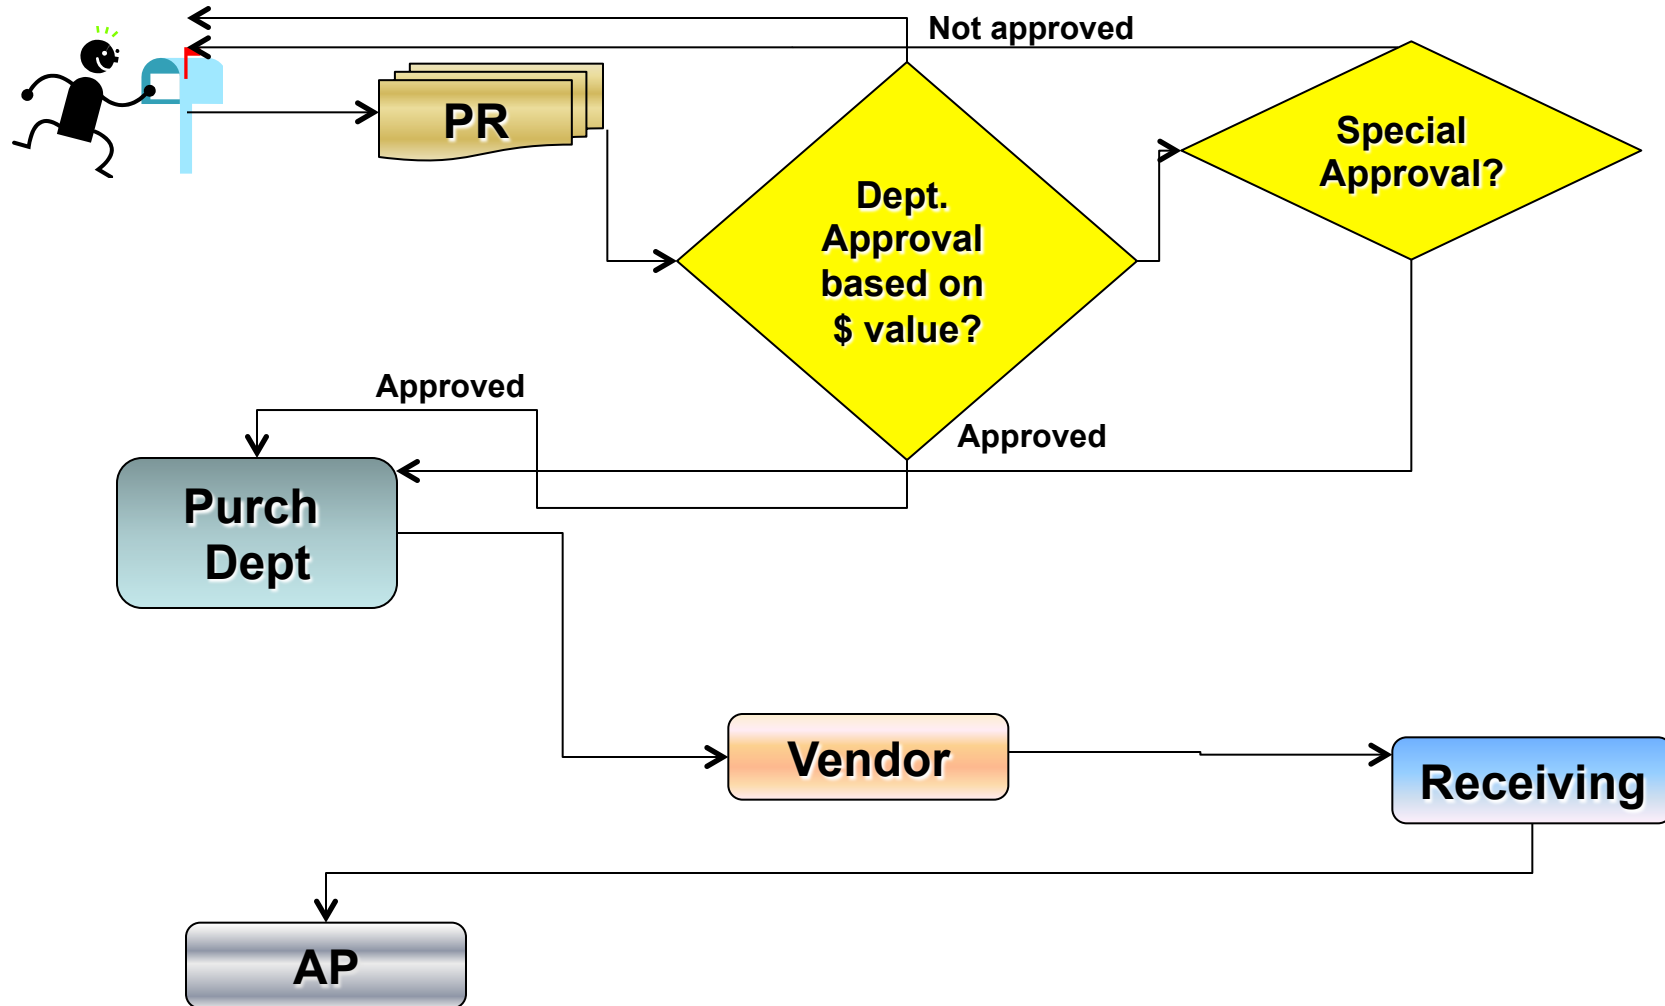 Not approved
PR
Special
Approval?
Dept.
Approval
based on
$ value?
Approved
Approved
Purch
Dept
Vendor
Receiving
AP